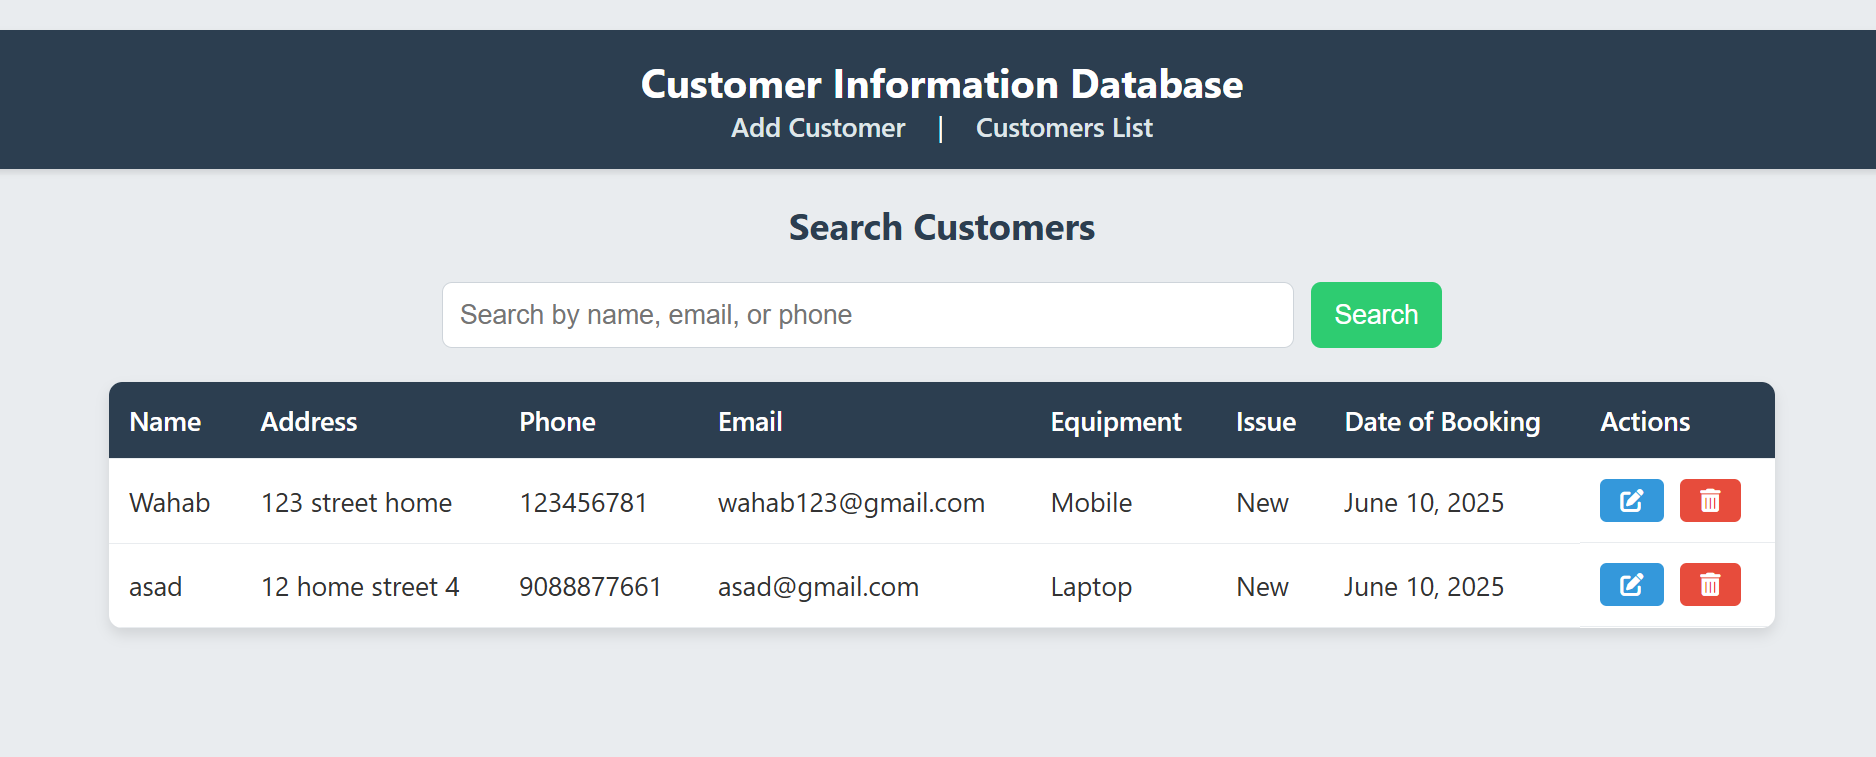 Customer Information Database
Add Customer | Customers List
Search Customers
Search by name, email, or phone Search
Name Address Phone Email Equipment Issue Date of Booking Actions
Wahab 123 street home 123456781 wahab123@gmail.com Mobile New June 10, 2025
asad 12 home street 4 9088877661 asad@gmail.com Laptop New June 10, 2025